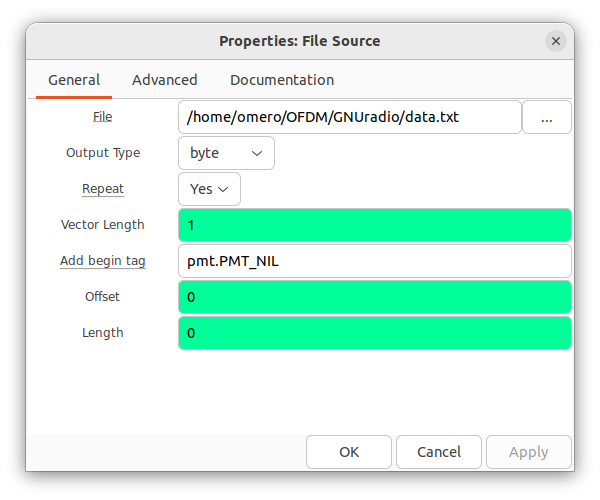 Properties: File Source
General Advanced Documentation
File /home/omero/OFDM/GNUradio/data.txt ...
Output Type byte
Repeat Yes
Vector Length 1
Add begin tag pmt.PMT_NIL
Offset 0
Length 0
OK Cancel Apply